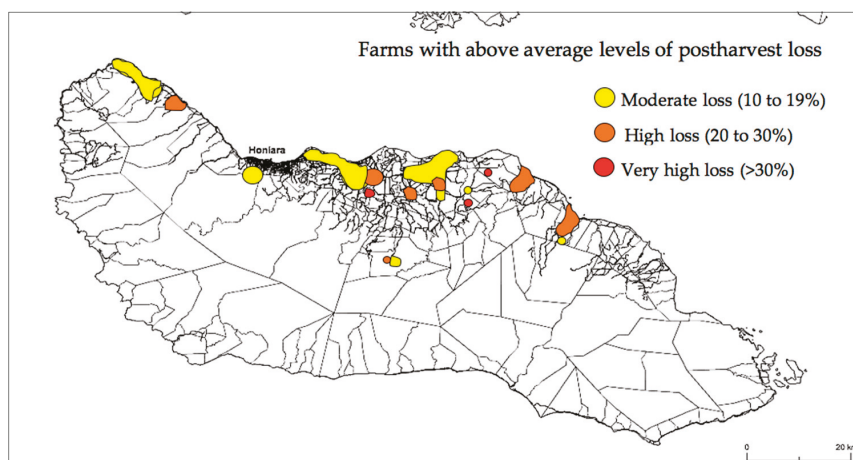 Farms with above average levels of postharvest loss
Moderate loss (10 to 19%)
High loss (20 to 30%)
Honiara
Very high loss (>30%)
0 20 k